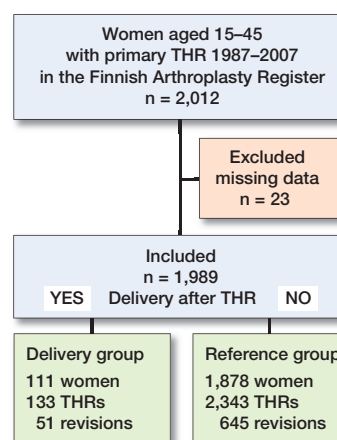 Women aged 15–45
with primary THR 1987–2007
in the Finnish Arthroplasty Register
n = 2,012
Excluded
missing data
n = 23
Included
n = 1,989
YES Delivery after THR NO
Delivery group
111 women
133 THRs
51 revisions
Reference group
1,878 women
2,343 THRs
645 revisions